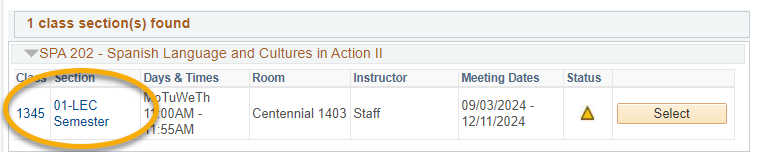 1 class section(s) found
SPA 202 - Spanish Language and Cultures in Action II
Class Section Days & Times Room Instructor Meeting Dates Status
1345 01-LEC Semester MoTuWeTh 11:00AM - 11:55AM Centennial 1403 Staff 09/03/2024 - 12/11/2024 Select